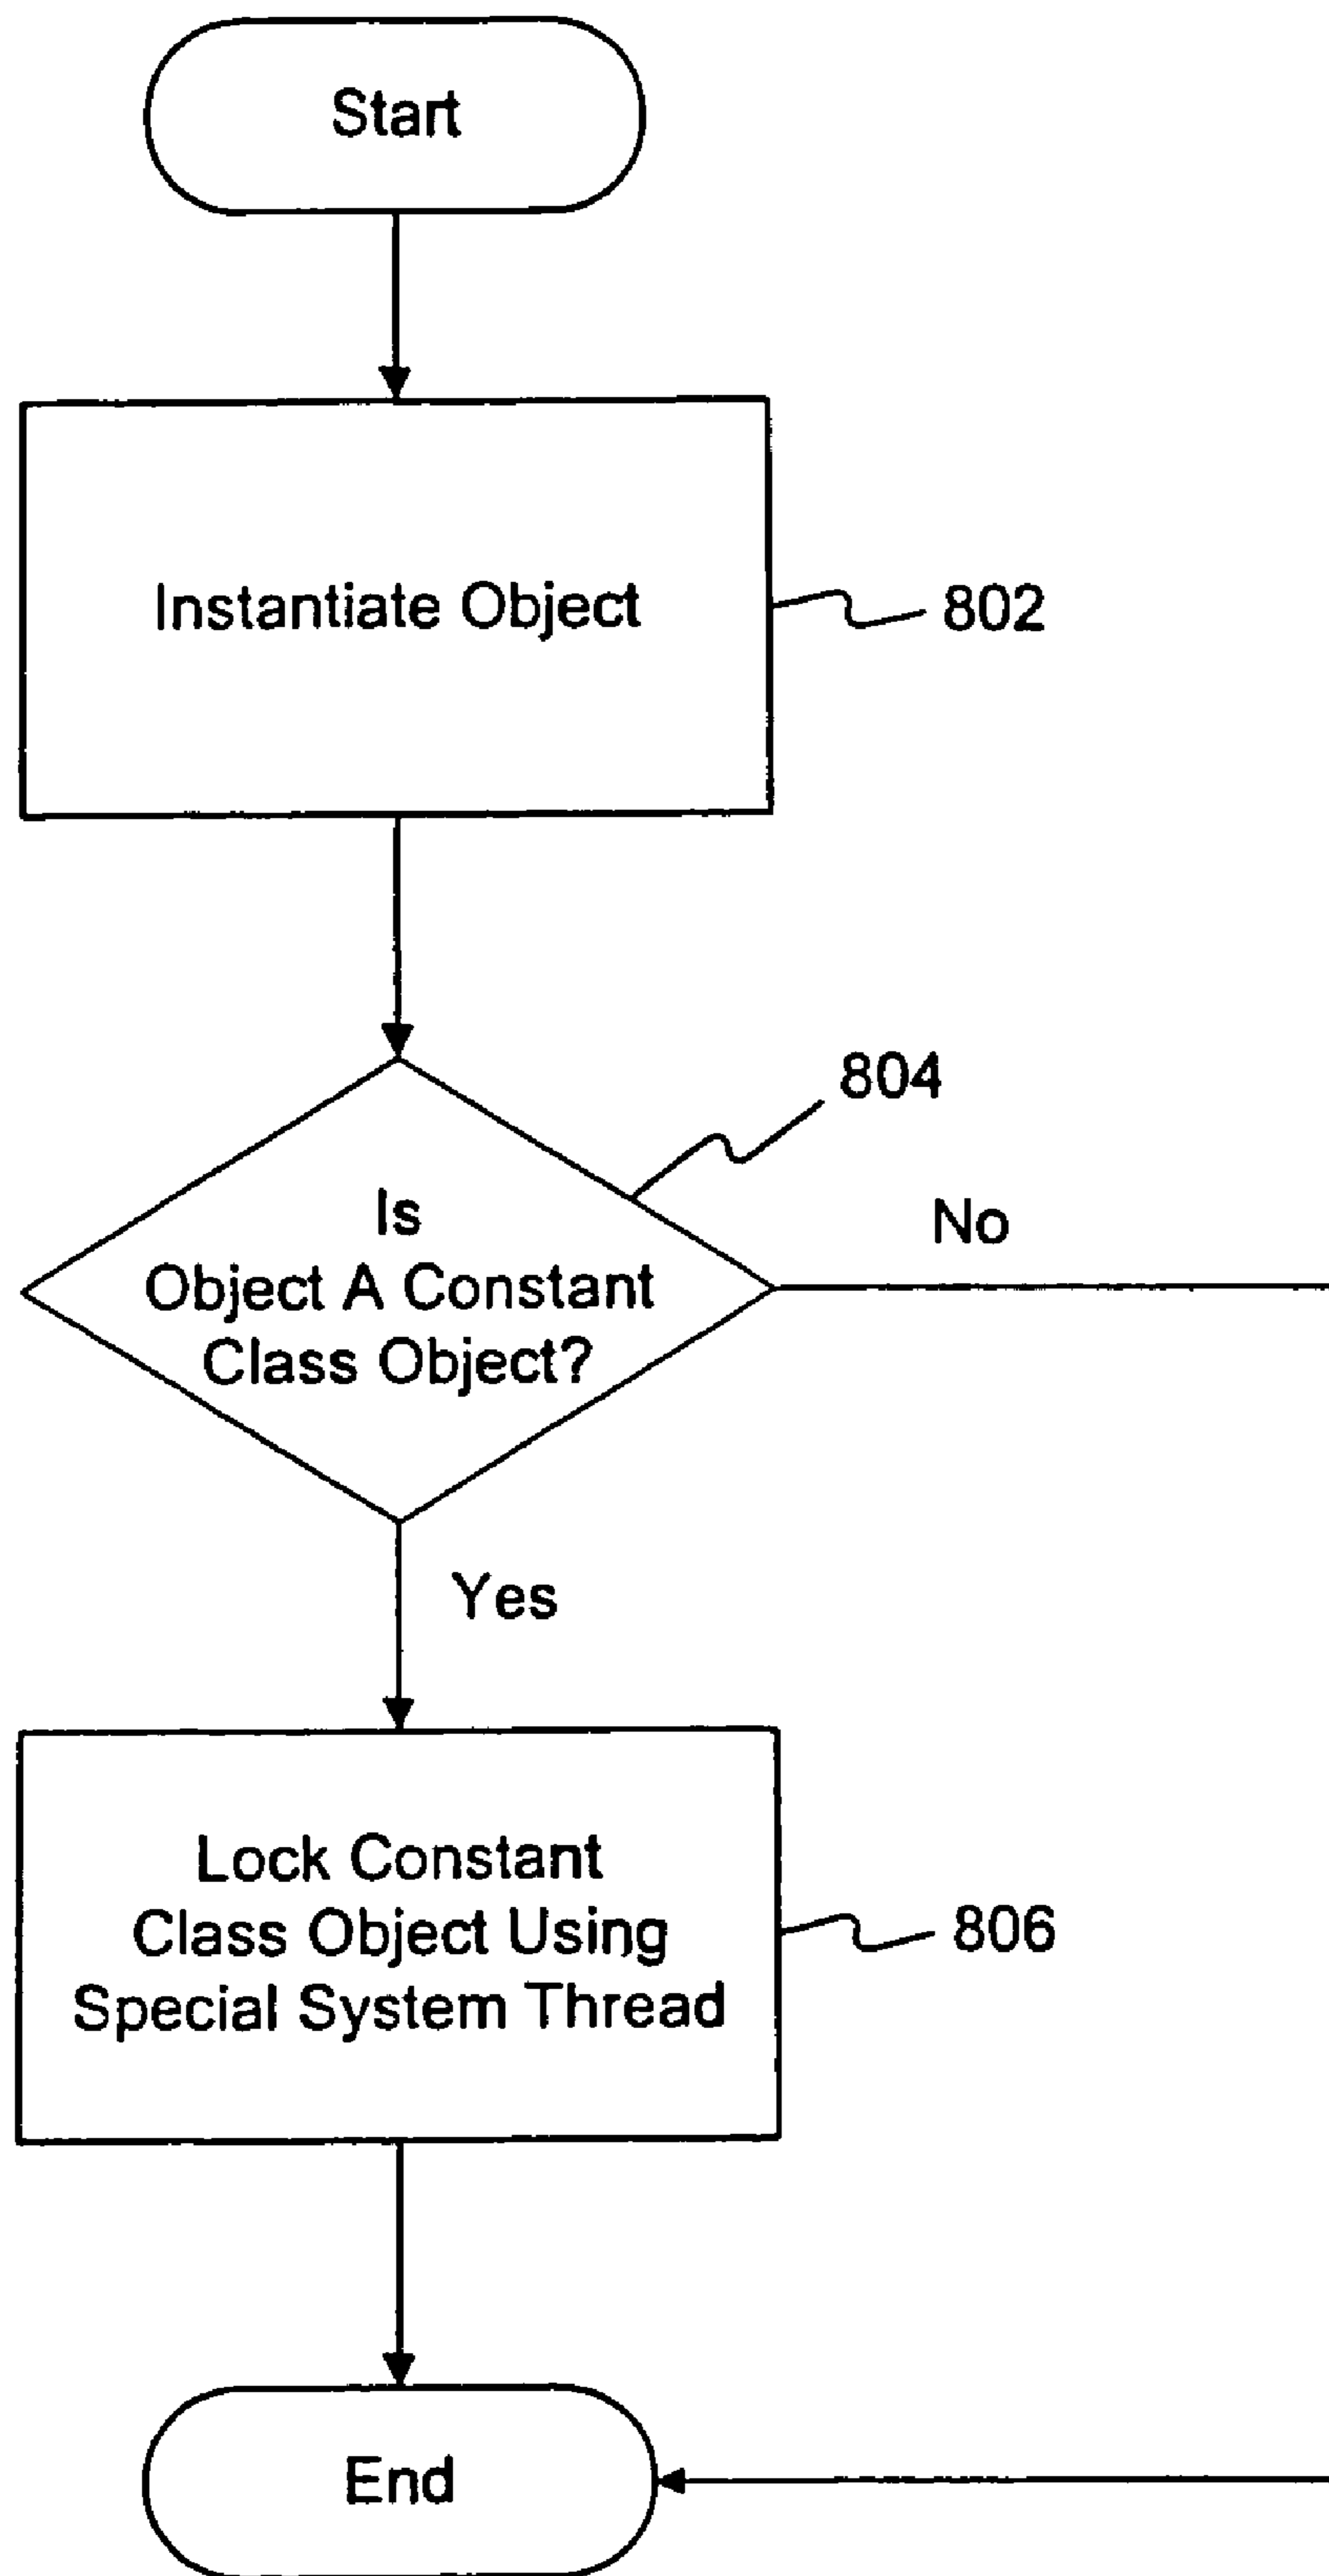 Start
Instantiate Object
802
804
Is
Object A Constant
Class Object?
No
Yes
Lock Constant
Class Object Using
Special System Thread
806
End